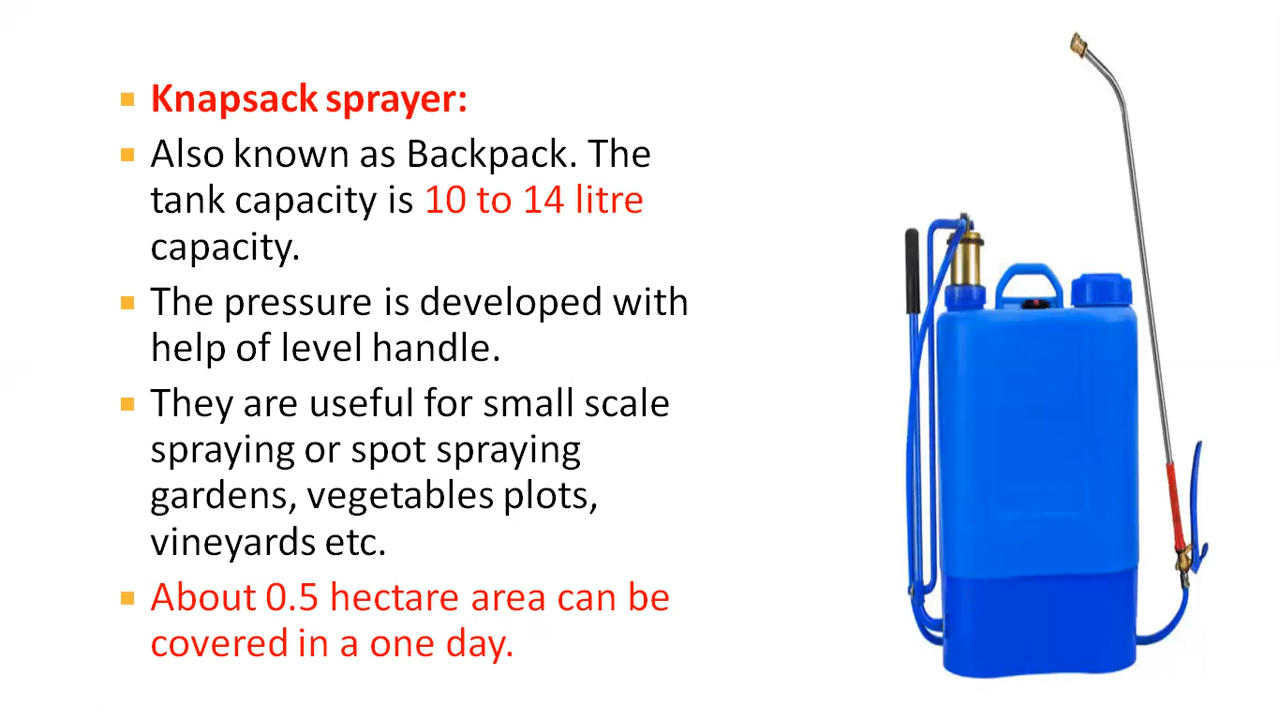 Knapsack sprayer:
Also known as Backpack. The
tank capacity is 10 to 14 litre
capacity.
The pressure is developed with
help of level handle.
They are useful for small scale
spraying or spot spraying
gardens, vegetables plots,
vineyards etc.
About 0.5 hectare area can be
covered in a one day.